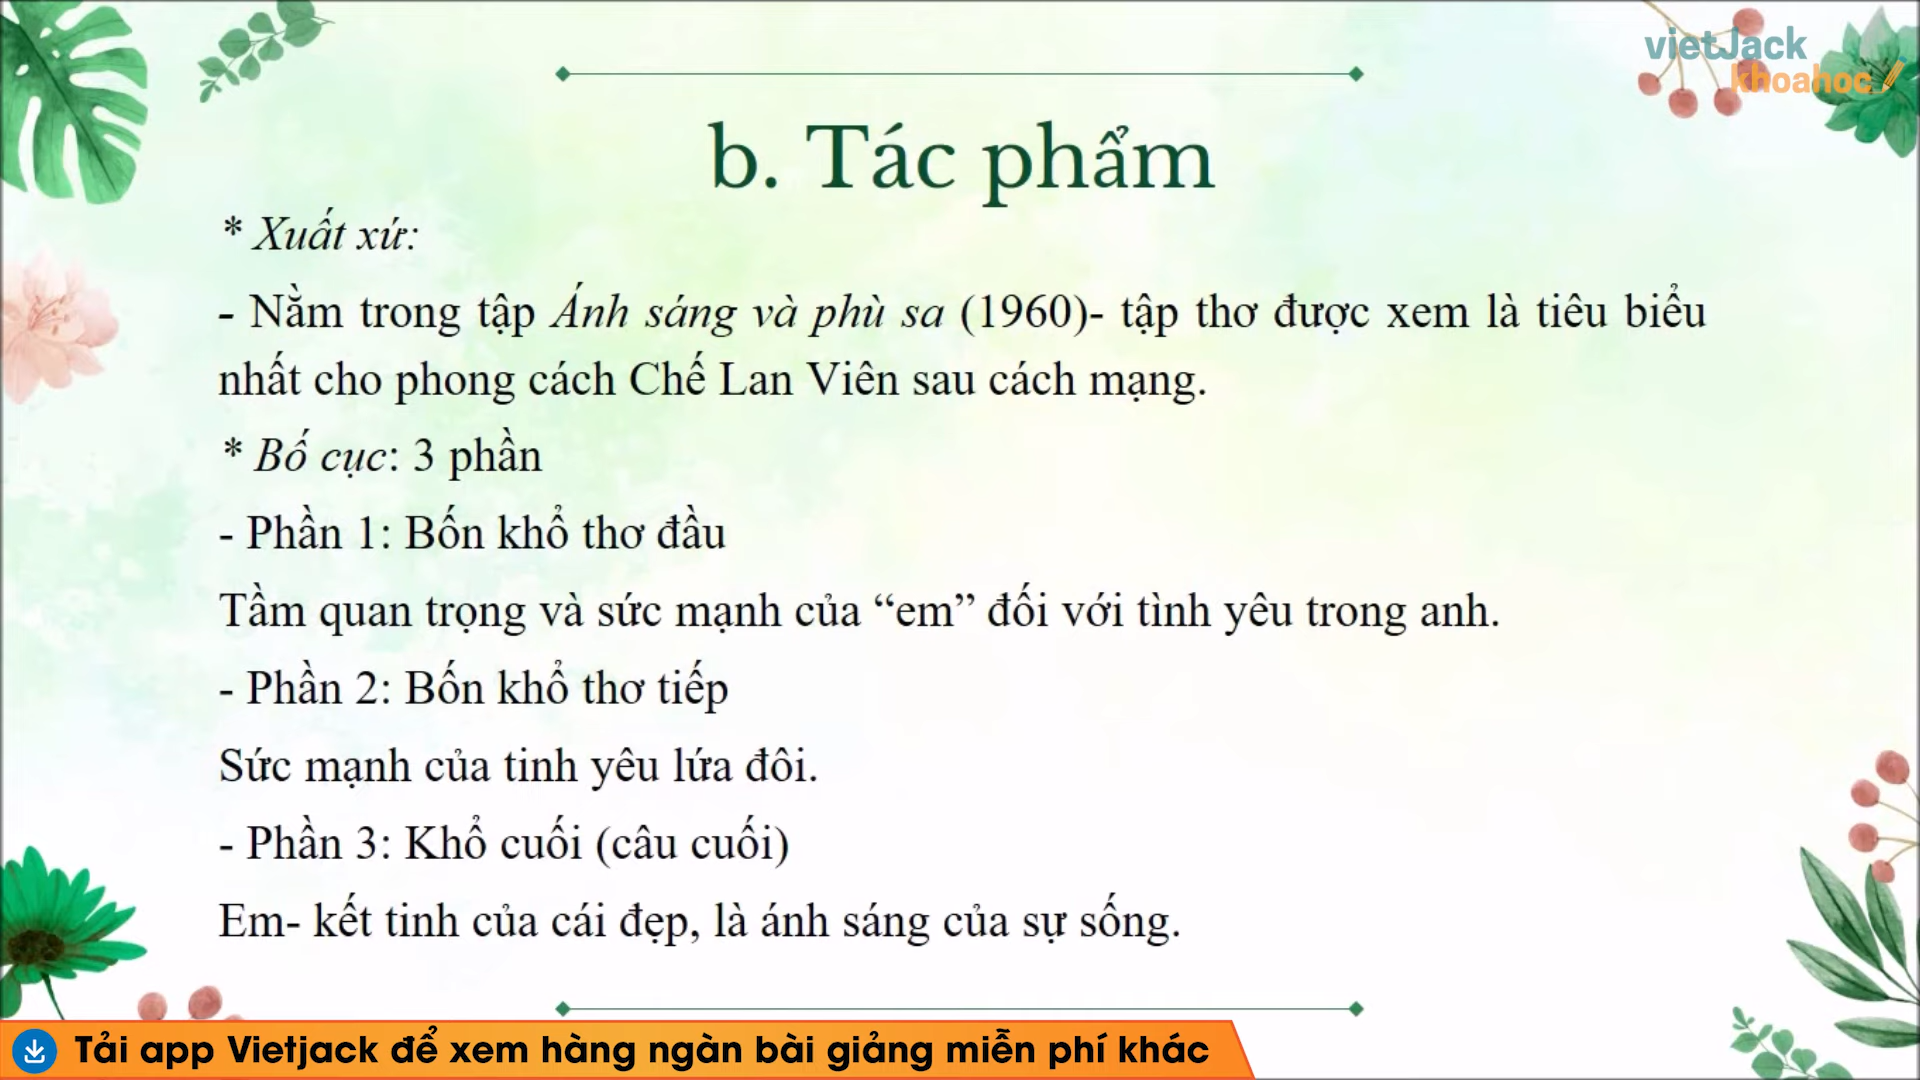 vietJack
khoahoc
b. Tác phẩm
* Xuất xứ:
- Nằm trong tập Ánh sáng và phù sa (1960)- tập thơ được xem là tiêu biểu
nhất cho phong cách Chế Lan Viên sau cách mạng.
* Bố cục: 3 phần
- Phần 1: Bốn khổ thơ đầu
Tầm quan trọng và sức mạnh của “em” đối với tình yêu trong anh.
- Phần 2: Bốn khổ thơ tiếp
Sức mạnh của tinh yêu lứa đôi.
- Phần 3: Khổ cuối (câu cuối)
Em- kết tinh của cái đẹp, là ánh sáng của sự sống.
Tải app Vietjack để xem hàng ngàn bài giảng miễn phí khác